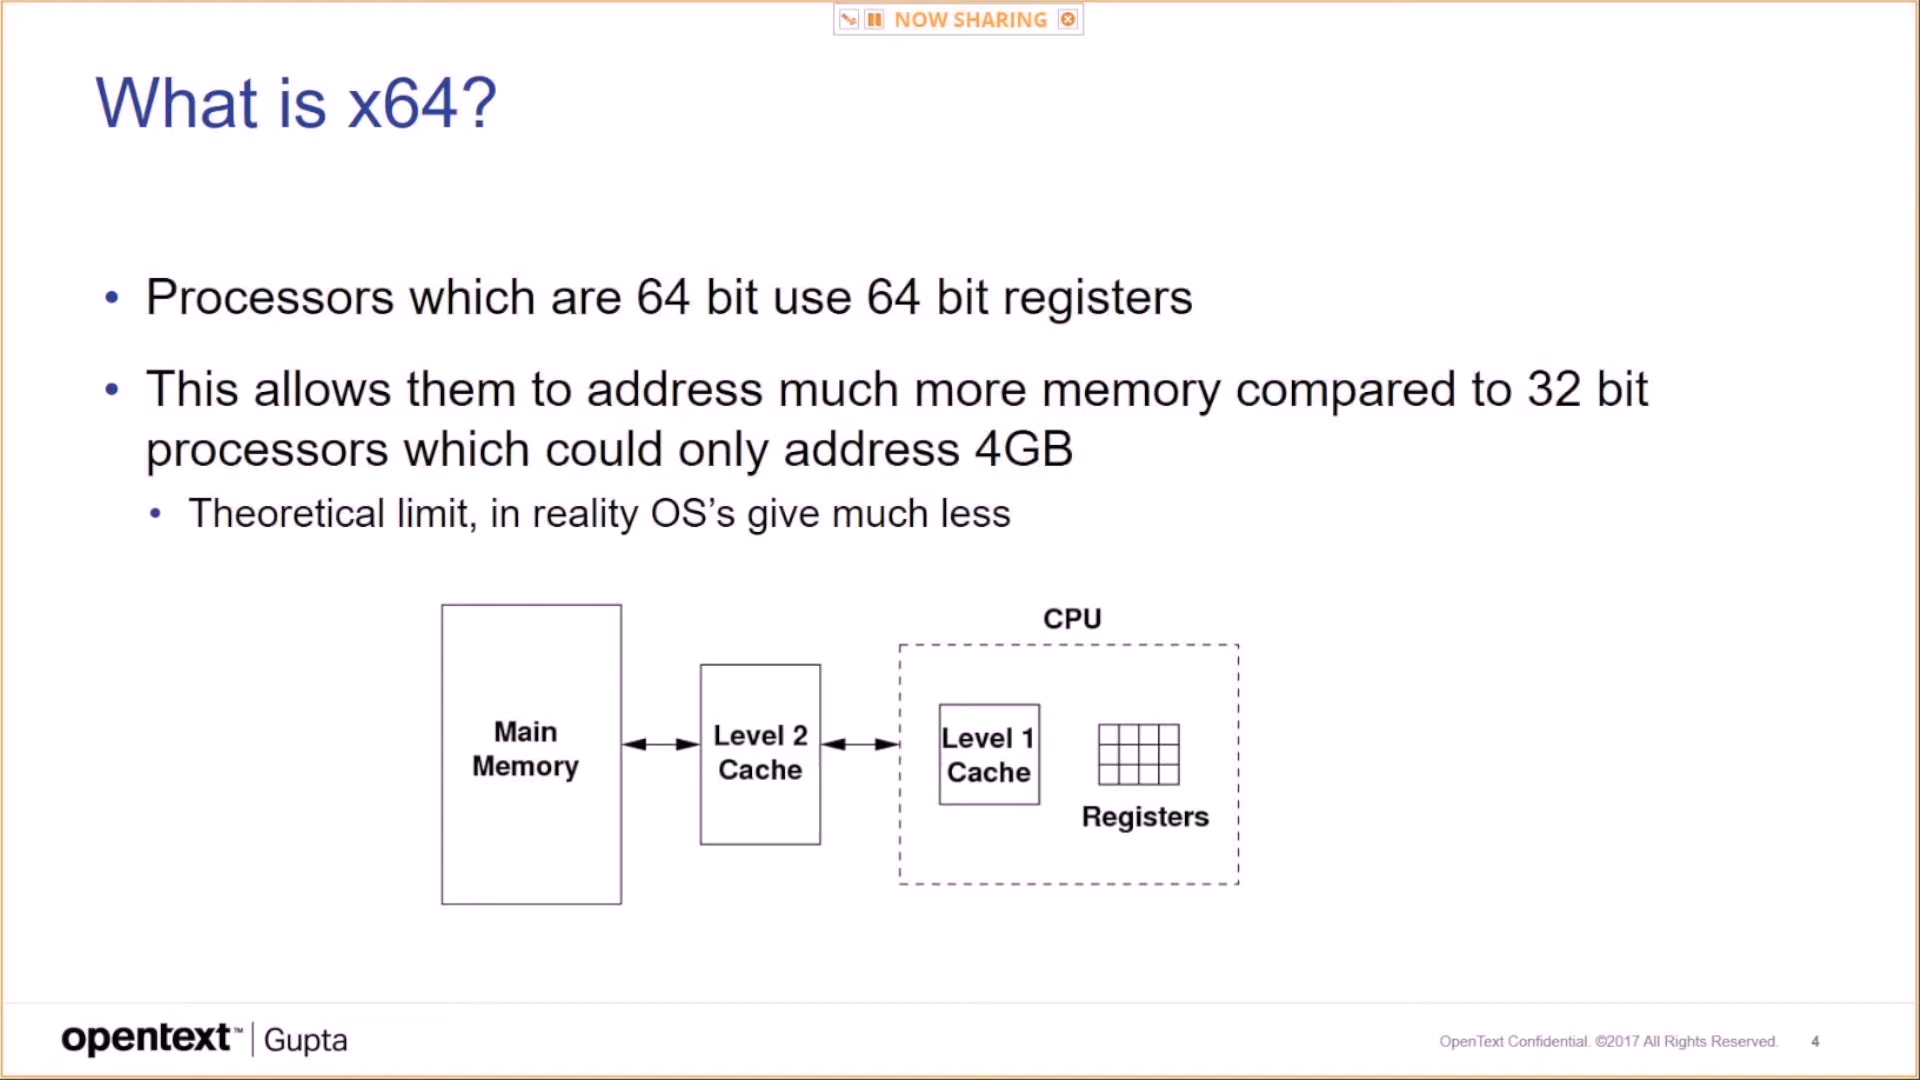 NOW SHARING
What is x64?
• Processors which are 64 bit use 64 bit registers
• This allows them to address much more memory compared to 32 bit
processors which could only address 4GB
• Theoretical limit, in reality OS’s give much less
CPU
Main
Memory
Level 2
Cache
Level 1
Cache
Registers
opentext™ | Gupta
OpenText Confidential. ©2017 All Rights Reserved. 4